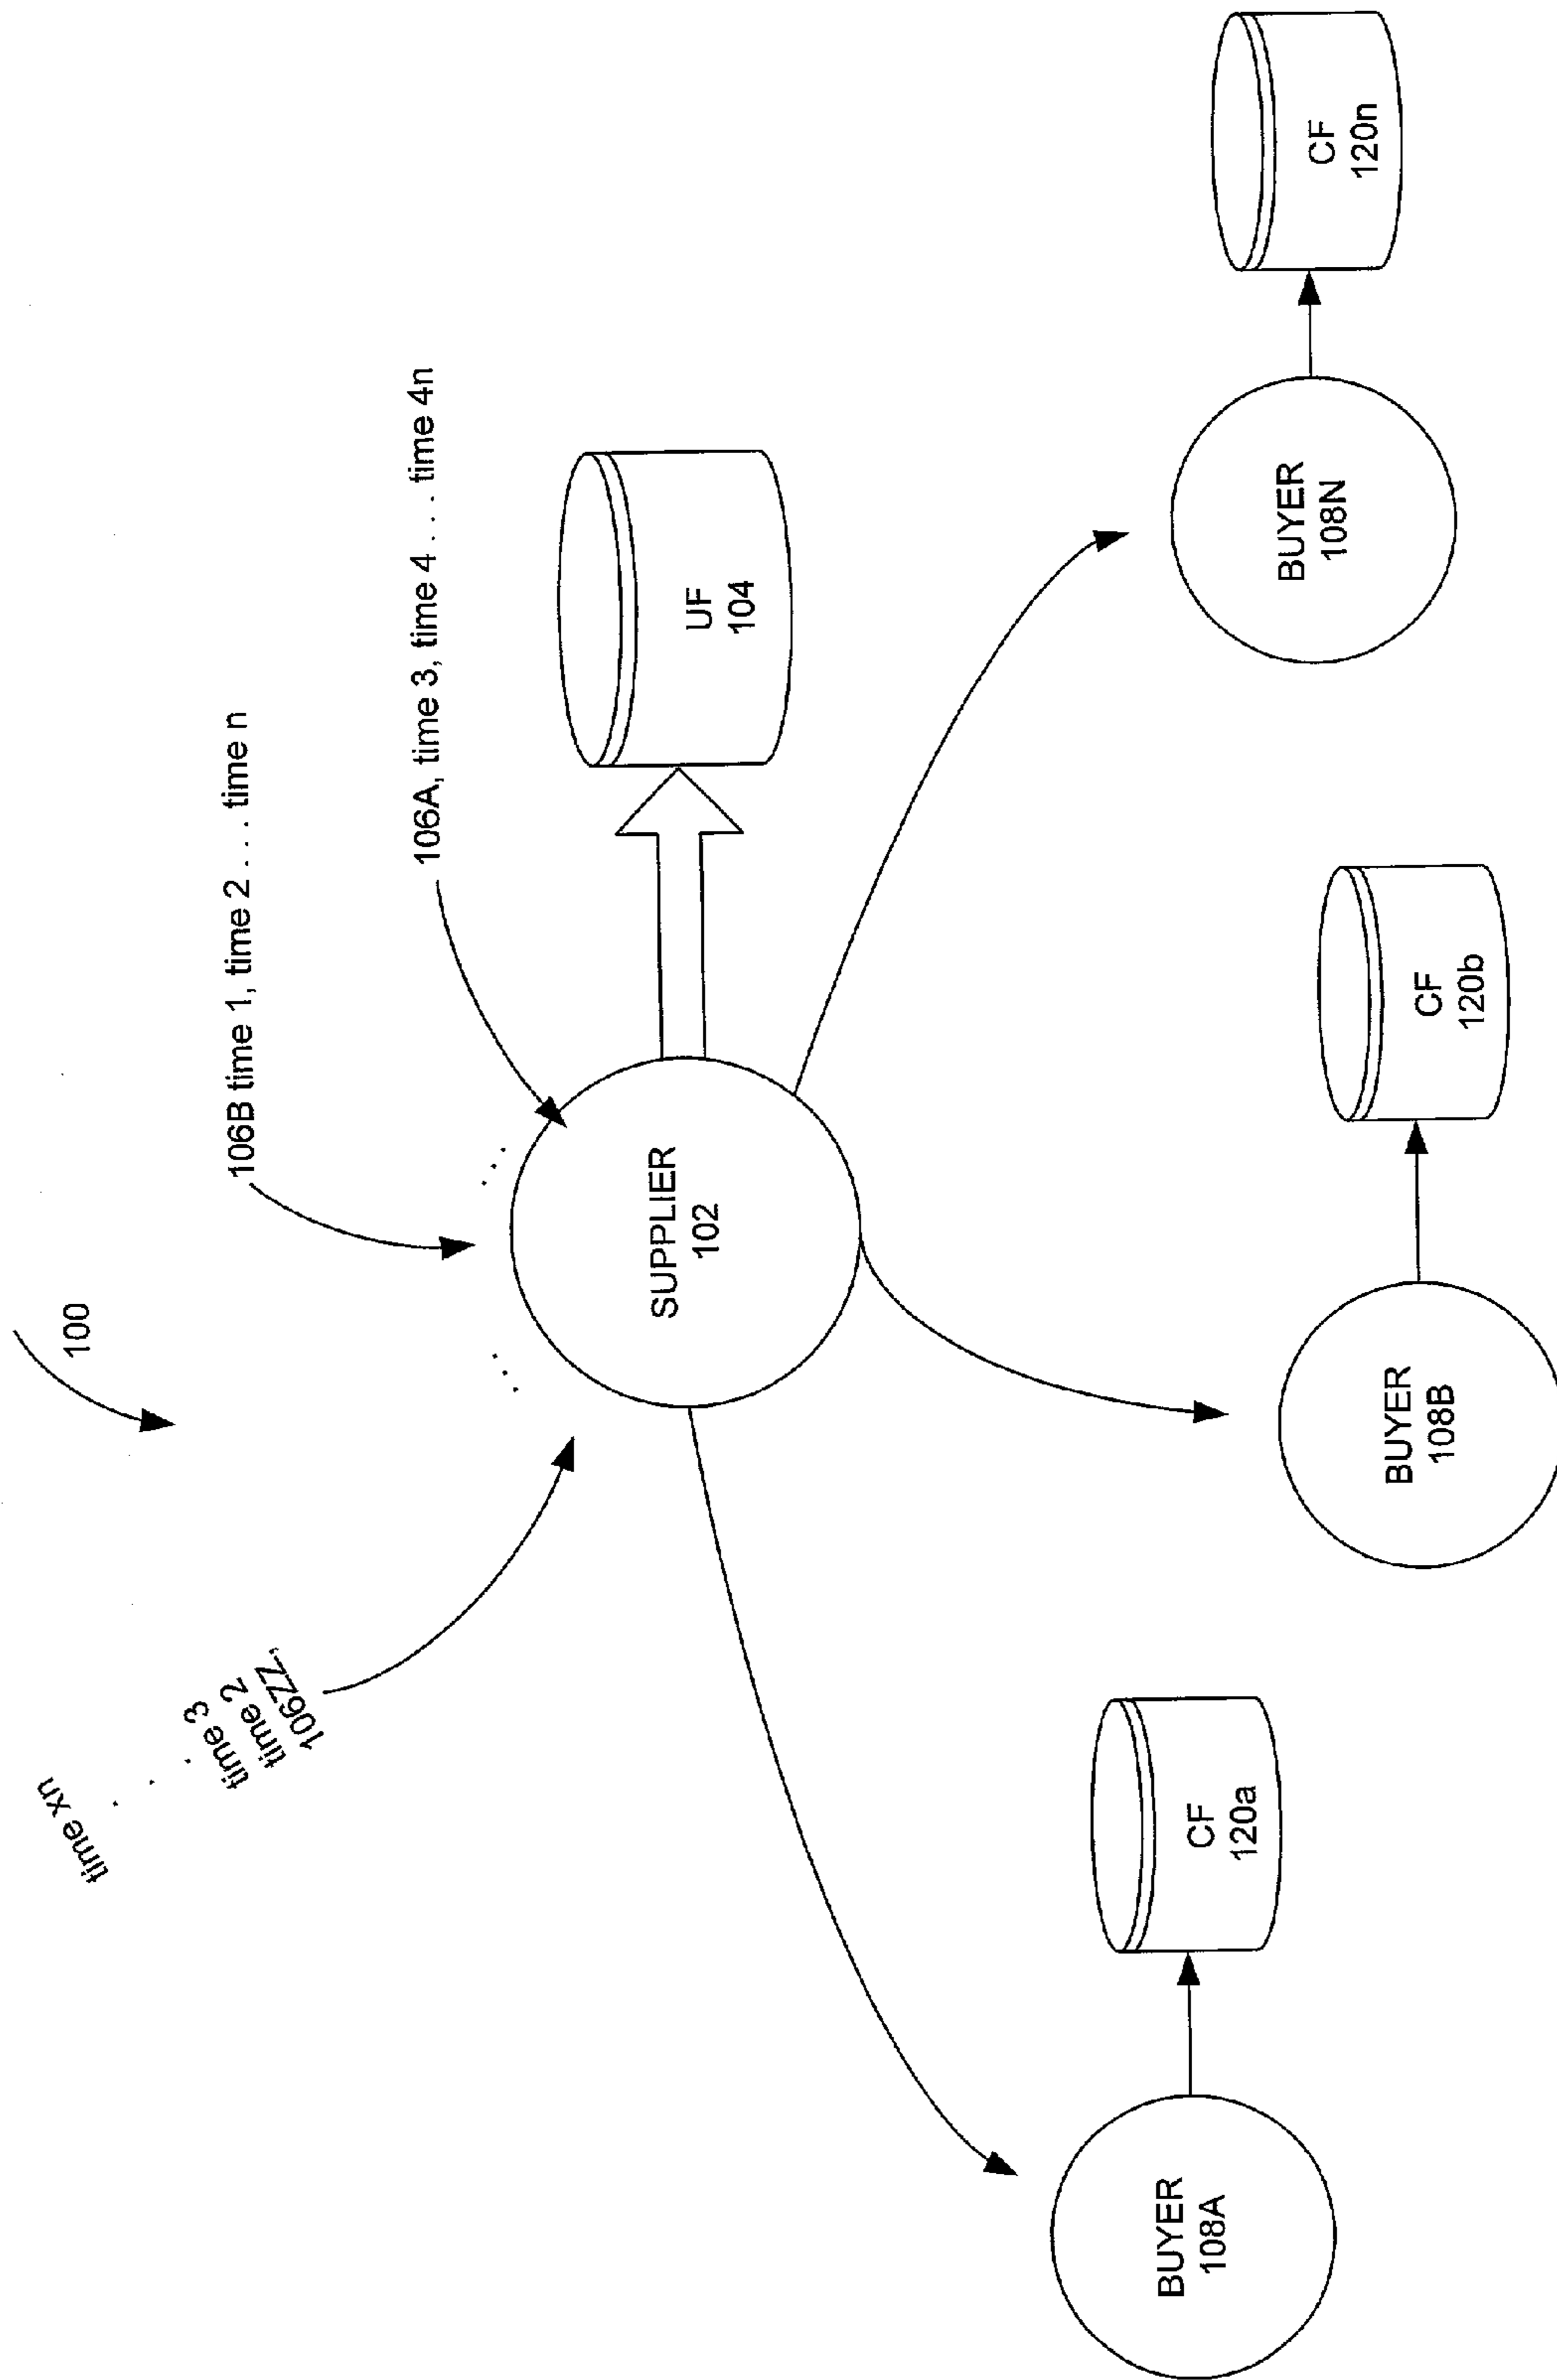 100
time xn
time 3
time 2
106ZZ,
106B time 1, time 2 . . . time n
106A, time 3, time 4 . . . time 4n
SUPPLIER
102
UF
104
BUYER
108A
CF
120a
BUYER
108B
CF
120b
BUYER
108N
CF
120n